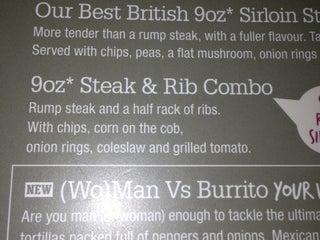 Our Best British 9oz* Sirloin
More tender than a rump steak, with a fuller flavour.
Served with chips, peas, a flat mushroom, onion rings
9oz* Steak & Rib Combo
Rump steak and a half rack of ribs.
With chips, corn on the cob,
onion rings, coleslaw and grilled tomato.
NEW (Wo)Man Vs Burrito YOUR
Are you man (or woman) enough to tackle the
tortillas packed full of peppers and onions, Mexican